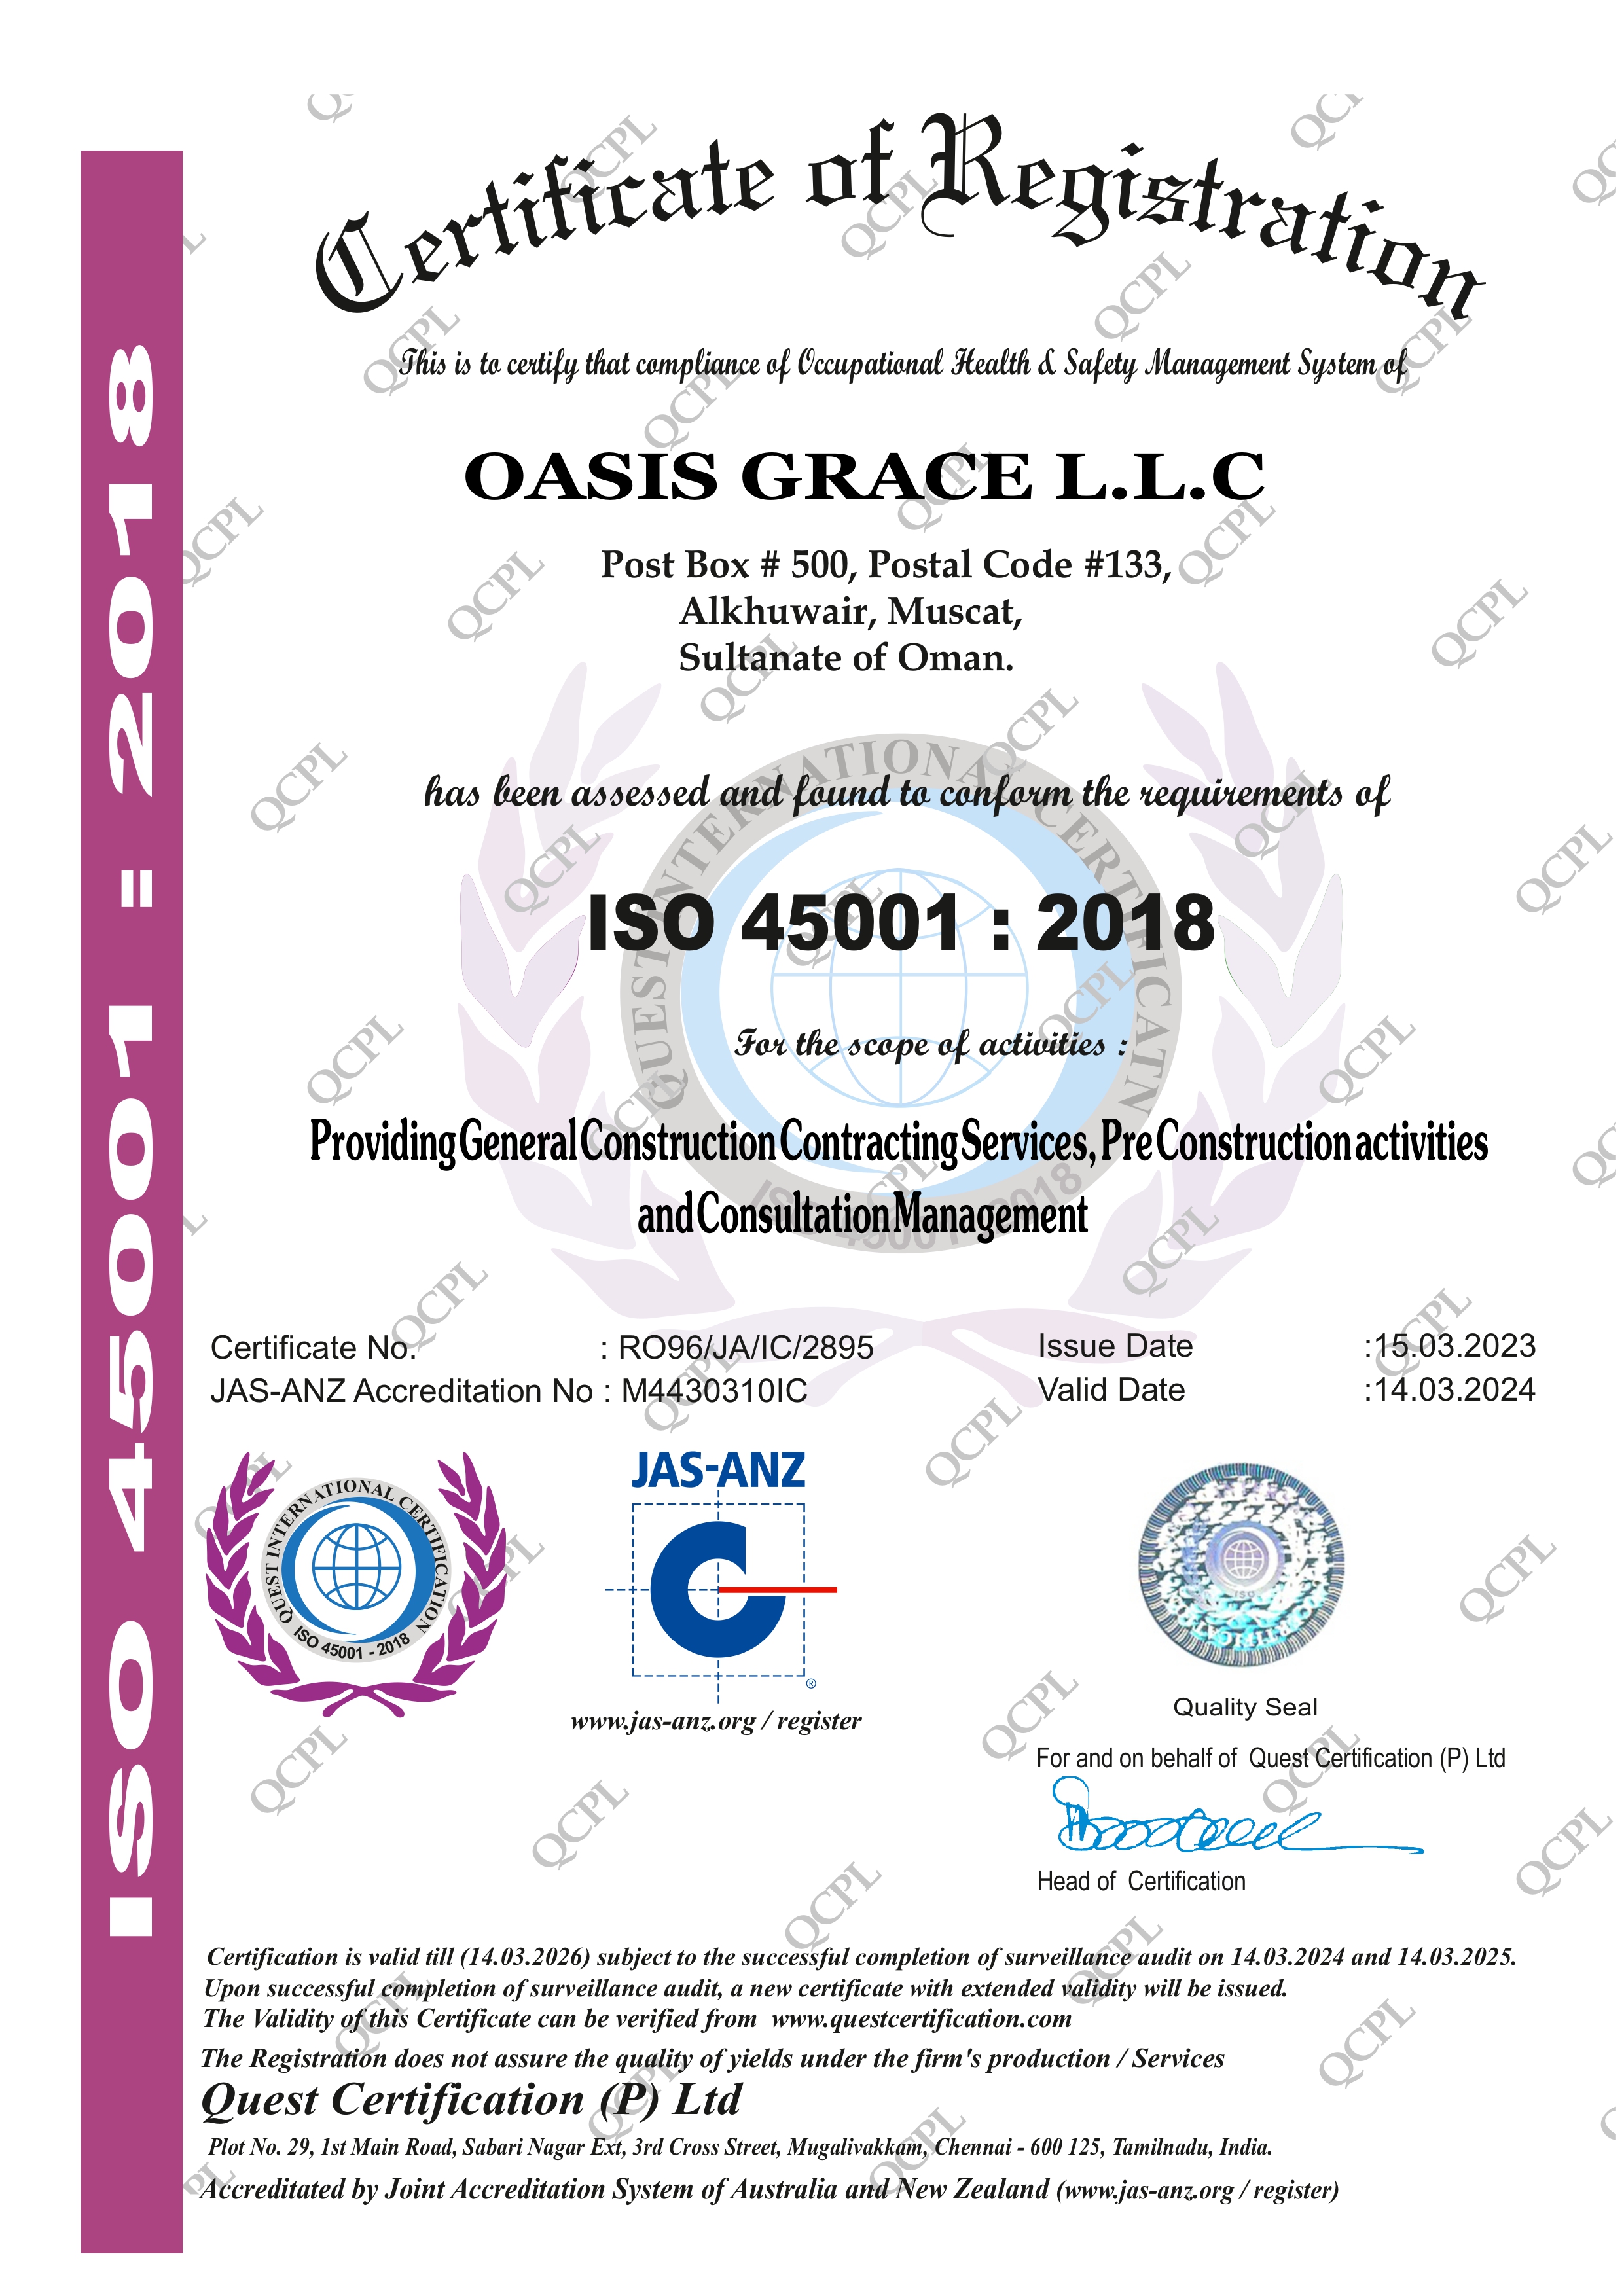 Certificate of Registration
This is to certify that compliance of Occupational Health & Safety Management System of
OASIS GRACE L.L.C
Post Box # 500, Postal Code #133,
Alkhuwair, Muscat,
Sultanate of Oman.
has been assessed and found to conform the requirements of
ISO 45001 : 2018
For the scope of activities :
Providing General Construction Contracting Services, Pre Construction activities
and Consultation Management
Certificate No. : RO96/JA/IC/2895
JAS-ANZ Accreditation No : M4430310IC
Issue Date :15.03.2023
Valid Date :14.03.2024
QUEST INTERNATIONAL CERTIFICATION
ISO 45001 - 2018
JAS-ANZ
®
www.jas-anz.org / register
Quality Seal
For and on behalf of Quest Certification (P) Ltd
Head of Certification
Certification is valid till (14.03.2026) subject to the successful completion of surveillance audit on 14.03.2024 and 14.03.2025.
Upon successful completion of surveillance audit, a new certificate with extended validity will be issued.
The Validity of this Certificate can be verified from www.questcertification.com
The Registration does not assure the quality of yields under the firm's production / Services
Quest Certification (P) Ltd
Plot No. 29, 1st Main Road, Sabari Nagar Ext, 3rd Cross Street, Mugalivakkam, Chennai - 600 125, Tamilnadu, India.
Accreditated by Joint Accreditation System of Australia and New Zealand (www.jas-anz.org / register)
ISO 45001 : 2018
QCPL